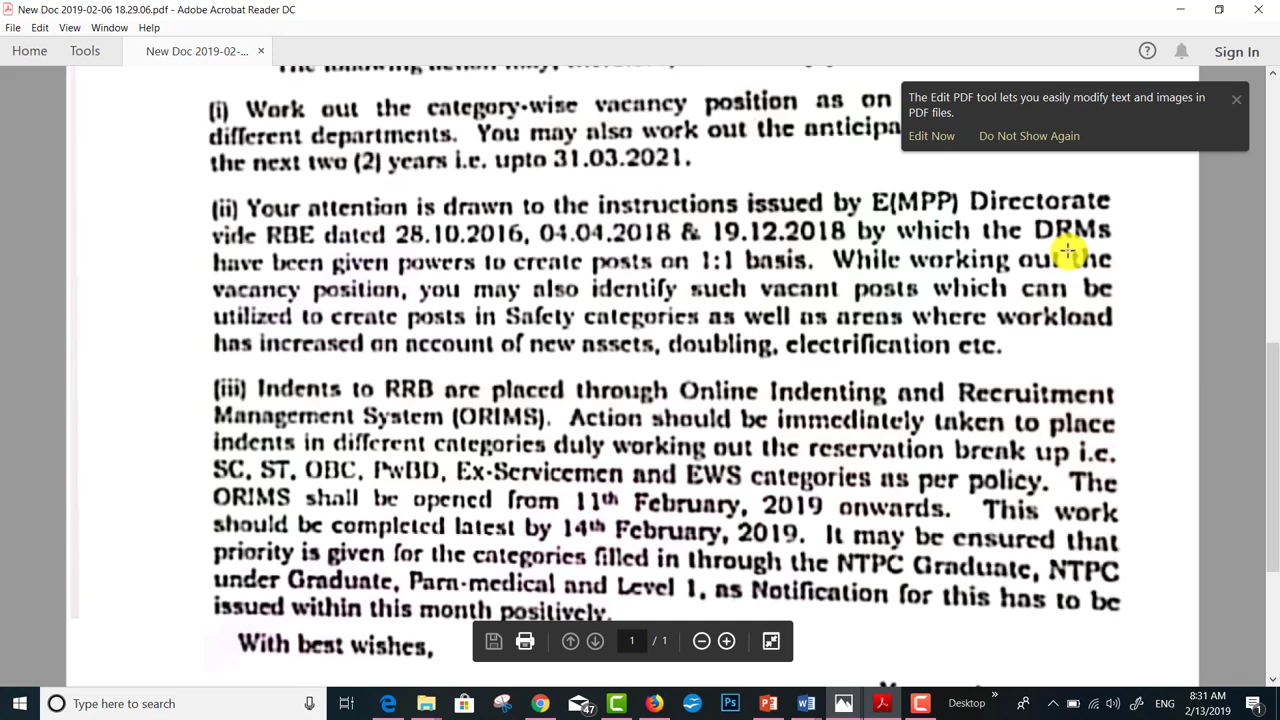 New Doc 2019-02-06 18.29.06.pdf - Adobe Acrobat Reader DC
File Edit View Window Help
Home Tools New Doc 2019-02-... × Sign In
The following action may,
The Edit PDF tool lets you easily modify text and images in
PDF files.
Edit Now Do Not Show Again
(i) Work out the category-wise vacancy position as on
different departments. You may also work out the anticipa
the next two (2) years i.e. upto 31.03.2021.
(ii) Your attention is drawn to the instructions issued by E(MPP) Directorate
vide RBE dated 28.10.2016, 04.04.2018 & 19.12.2018 by which the DRMs
have been given powers to create posts on 1:1 basis. While working out the
vacancy position, you may also identify such vacant posts which can be
utilized to create posts in Safety categories as well as areas where workload
has increased on account of new assets, doubling, electrification etc.
(iii) Indents to RRB are placed through Online Indenting and Recruitment
Management System (ORIMS). Action should be immediately taken to place
indents in different categories duly working out the reservation break up i.e.
SC, ST, OBC, PwBD, Ex-Servicemen and EWS categories as per policy. The
ORIMS shall be opened from 11th February, 2019 onwards. This work
should be completed latest by 14th February, 2019. It may be ensured that
priority is given for the categories filled in through the NTPC Graduate, NTPC
under Graduate, Para-medical and Level 1, as Notification for this has to be
issued within this month positively.
With best wishes,
1 / 1
Type here to search 47 Desktop » ENG 8:31 AM
2/13/2019